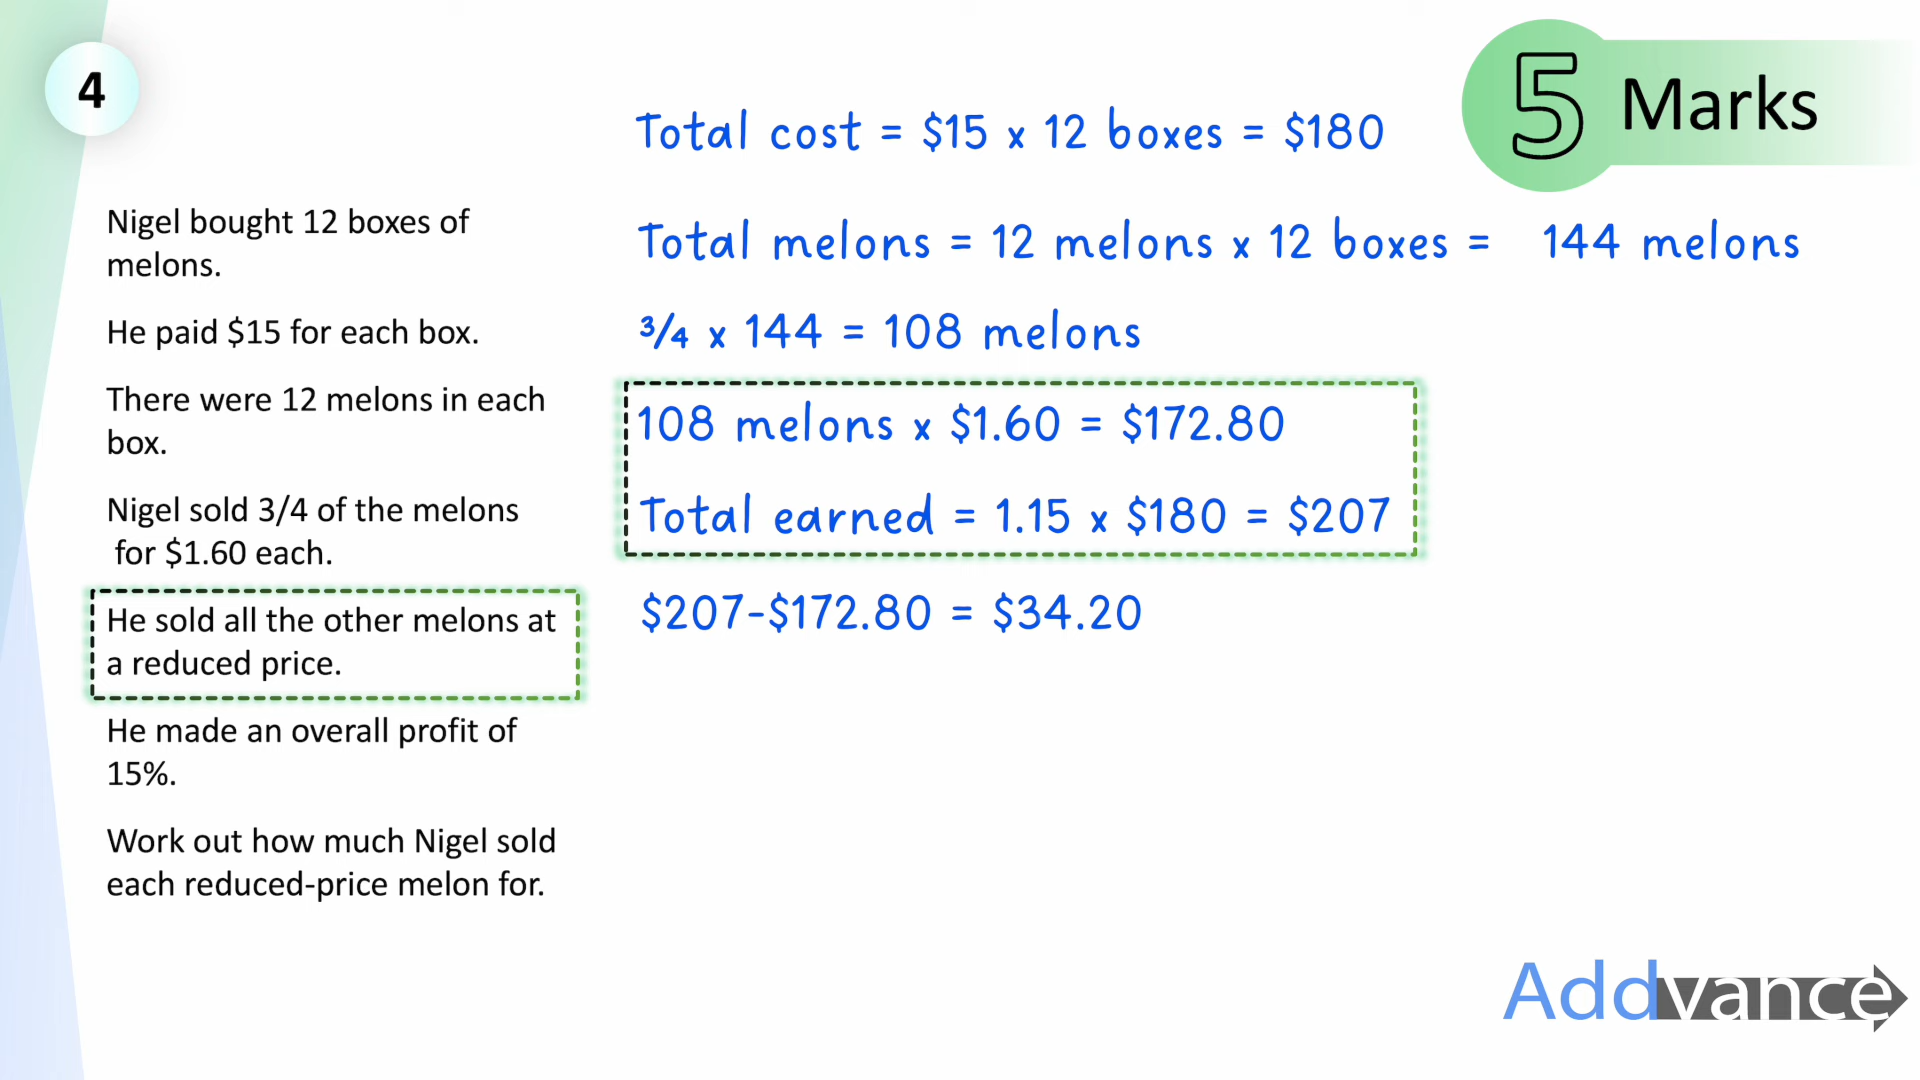 4
5 Marks
Total cost = $15 x 12 boxes = $180
Total melons = 12 melons x 12 boxes = 144 melons
¾ x 144 = 108 melons
108 melons x $1.60 = $172.80
Total earned = 1.15 x $180 = $207
$207-$172.80 = $34.20
Nigel bought 12 boxes of
melons.
He paid $15 for each box.
There were 12 melons in each
box.
Nigel sold 3/4 of the melons
for $1.60 each.
He sold all the other melons at
a reduced price.
He made an overall profit of
15%.
Work out how much Nigel sold
each reduced-price melon for.
Addvance